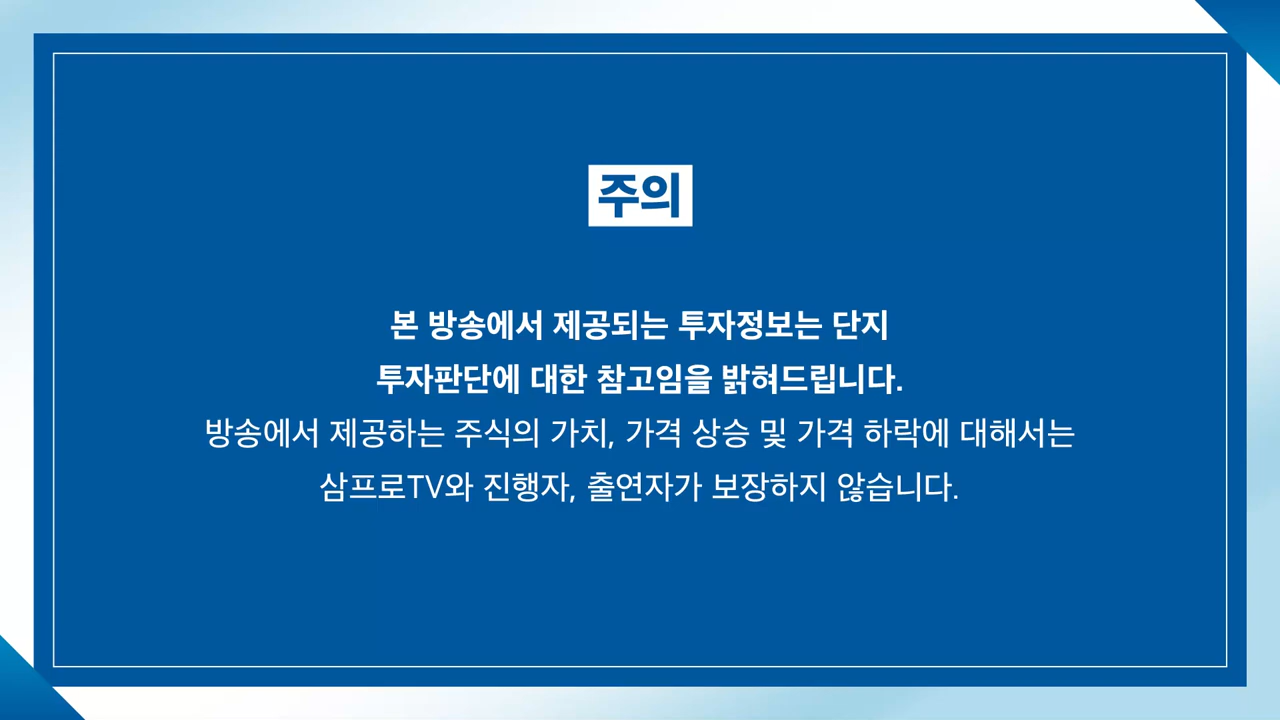 주의
본 방송에서 제공되는 투자정보는 단지
투자판단에 대한 참고임을 밝혀드립니다.
방송에서 제공하는 주식의 가치, 가격 상승 및 가격 하락에 대해서는
삼프로TV와 진행자, 출연자가 보장하지 않습니다.